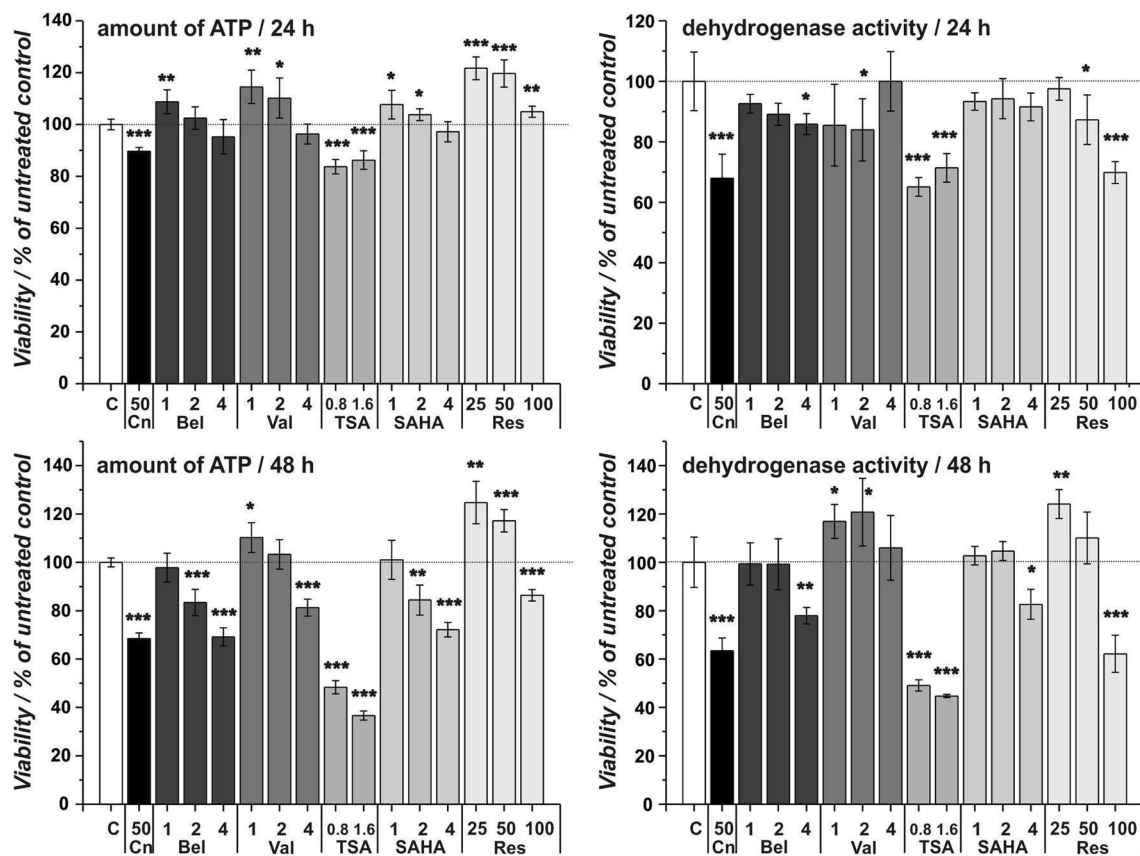 amount of ATP / 24 h
Viability / % of untreated control
140
120
100
80
60
40
20
0
** ** * *** *** * * *** *** **
***
C 50 1 2 4 1 2 4 0.8 1.6 1 2 4 25 50 100
Cn Bel Val TSA SAHA Res
dehydrogenase activity / 24 h
Viability / % of untreated control
120
100
80
60
40
20
0
*** * * *** *** * ***
C 50 1 2 4 1 2 4 0.8 1.6 1 2 4 25 50 100
Cn Bel Val TSA SAHA Res
amount of ATP / 48 h
Viability / % of untreated control
140
120
100
80
60
40
20
0
*** *** *** * *** *** *** ** *** ** *** ***
C 50 1 2 4 1 2 4 0.8 1.6 1 2 4 25 50 100
Cn Bel Val TSA SAHA Res
dehydrogenase activity / 48 h
Viability / % of untreated control
140
120
100
80
60
40
20
0
*** ** * * *** *** * ** ***
C 50 1 2 4 1 2 4 0.8 1.6 1 2 4 25 50 100
Cn Bel Val TSA SAHA Res